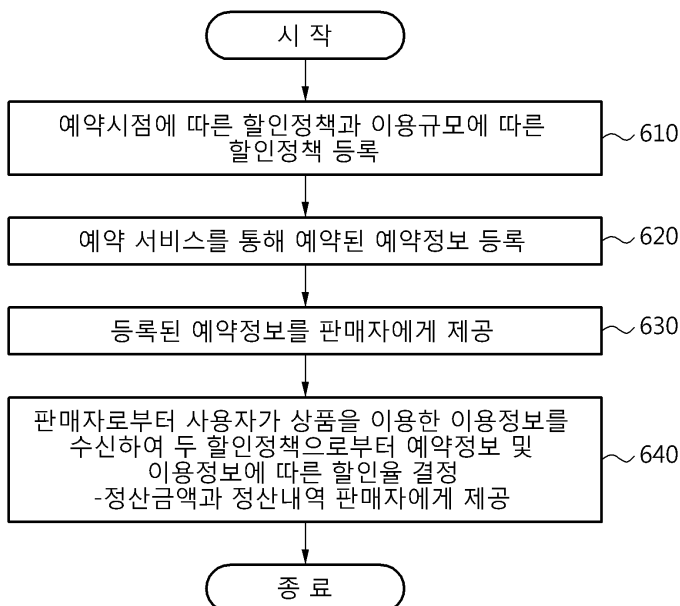 시 작
예약시점에 따른 할인정책과 이용규모에 따른
할인정책 등록
610
예약 서비스를 통해 예약된 예약정보 등록
620
등록된 예약정보를 판매자에게 제공
630
판매자로부터 사용자가 상품을 이용한 이용정보를
수신하여 두 할인정책으로부터 예약정보 및
이용정보에 따른 할인율 결정
-정산금액과 정산내역 판매자에게 제공
640
종 료